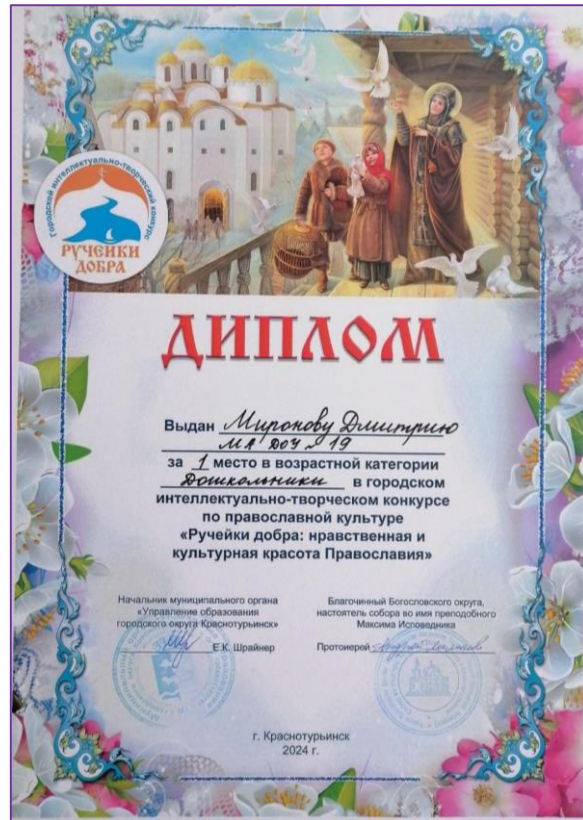 Городской интеллектуально-творческий конкурс
РУЧЕЙКИ
ДОБРА
ДИПЛОМ
Выдан Миронову Дмитрию
МА ДОУ № 19
за 1 место в возрастной категории
Дошкольники в городском
интеллектуально-творческом конкурсе
по православной культуре
«Ручейки добра: нравственная и
культурная красота Православия»
Начальник муниципального органа
«Управление образования
городского округа Краснотурьинск»
Е.К. Шрайнер
Благочинный Богословского округа,
настоятель собора во имя преподобного
Максима Исповедника
Протоиерей
г. Краснотурьинск
2024 г.